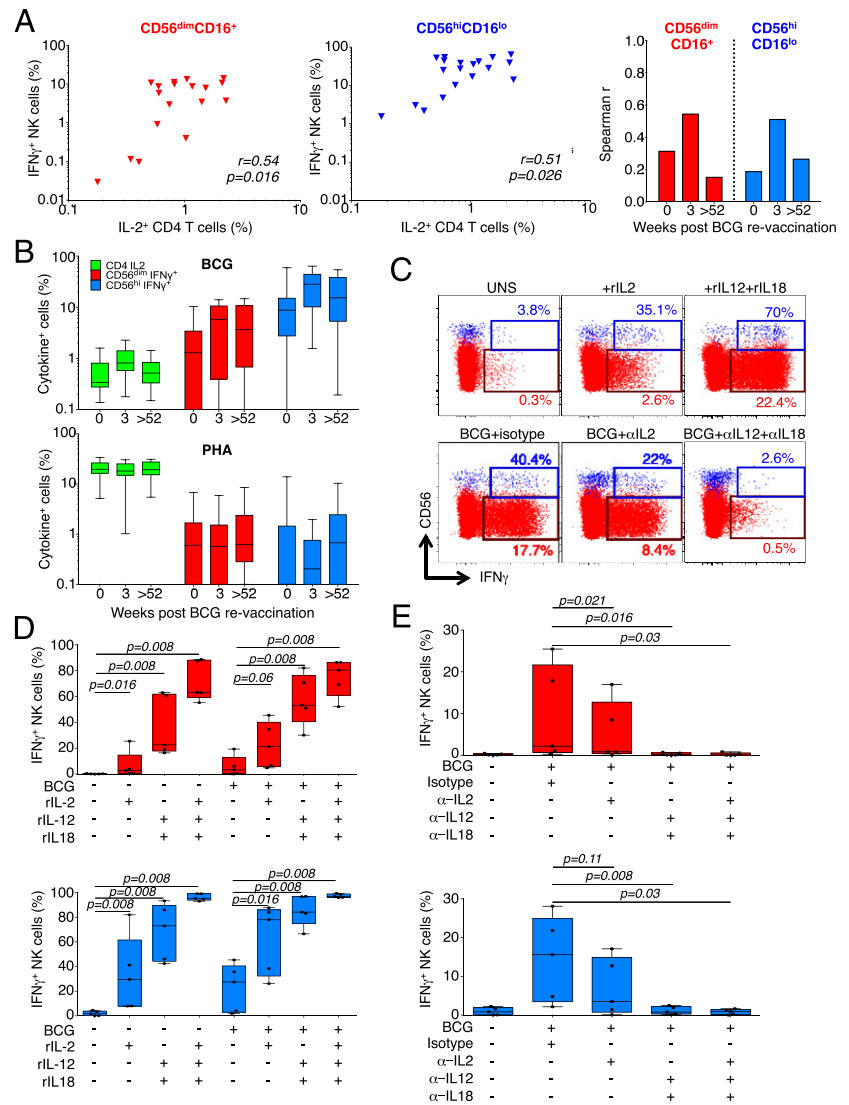 A
CD56dimCD16+
CD56hiCD16lo
CD56dim CD56hi
CD16+ CD16lo
IFNγ+ NK cells (%)
100
10
1
0.1
0.01
r=0.54
p=0.016
0.1 1 10
IL-2+ CD4 T cells (%)
IFNγ+ NK cells (%)
100
10
1
0.1
0.01
r=0.51
p=0.026
0.1 1 10
IL-2+ CD4 T cells (%)
Spearman r
1.0
0.8
0.6
0.4
0.2
0.0
0 3 >52 0 3 >52
Weeks post BCG re-vaccination
B
CD4 IL2
CD56dim IFNγ+
CD56hi IFNγ+
BCG
Cytokine+ cells (%)
100
10
1
0.1
0 3 >52 0 3 >52 0 3 >52
PHA
Cytokine+ cells (%)
100
10
1
0.1
0 3 >52 0 3 >52 0 3 >52
Weeks post BCG re-vaccination
C
UNS +rIL2 +rIL12+rIL18
3.8% 35.1% 70%
0.3% 2.6% 22.4%
BCG+isotype BCG+αIL2 BCG+αIL12+αIL18
40.4% 22% 2.6%
17.7% 8.4% 0.5%
CD56
IFNγ
D
IFNγ+ NK cells (%)
100
80
60
40
20
0
p=0.008
p=0.008
p=0.016
p=0.008
p=0.008
p=0.06
BCG - - - - + + + +
rIL-2 - + - + - + - +
rIL-12 - - + + - - + +
rIL18 - - + + - - + +
IFNγ+ NK cells (%)
100
80
60
40
20
0
p=0.008
p=0.008
p=0.008
p=0.008
p=0.008
p=0.016
BCG - - - - + + + +
rIL-2 - + - + - + - +
rIL-12 - - + + - - + +
rIL18 - - + + - - + +
E
p=0.021
p=0.016
p=0.03
IFNγ+ NK cells (%)
30
20
10
0
BCG - + + + +
Isotype - + - - -
α-IL2 - - + - +
α-IL12 - - - + +
α-IL18 - - - + +
p=0.11
p=0.008
p=0.03
IFNγ+ NK cells (%)
30
20
10
0
BCG - + + + +
Isotype - + - - -
α-IL2 - - + - +
α-IL12 - - - + +
α-IL18 - - - + +